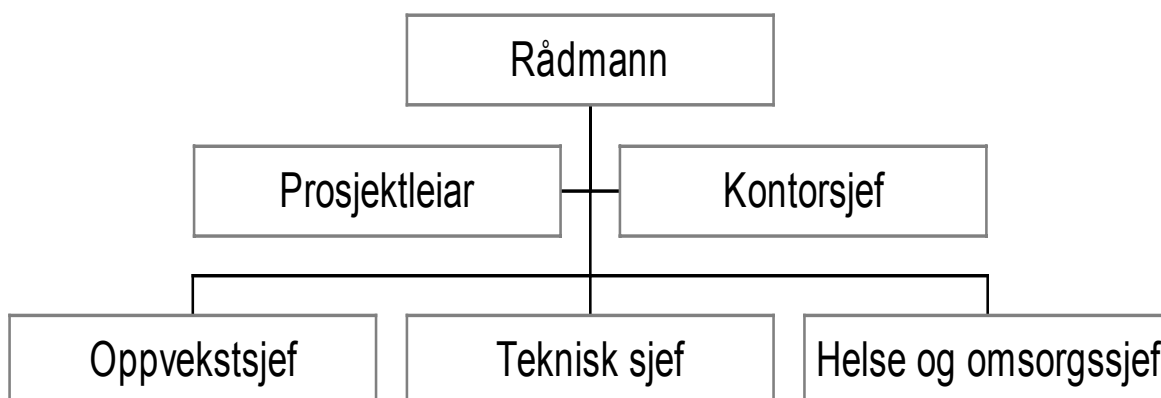 Rådmann
Prosjektleiar
Kontorsjef
Oppvekstsjef
Teknisk sjef
Helse og omsorgssjef